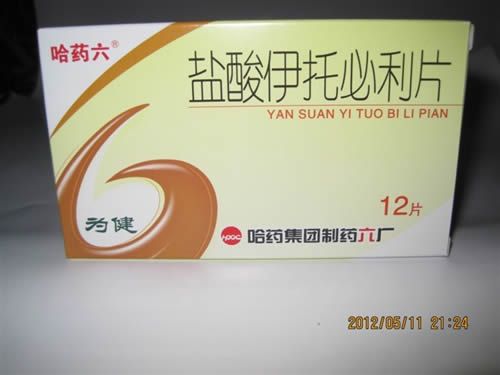 哈药六®
盐酸伊托必利片
YAN SUAN YI TUO BI LI PIAN
为健
12片
HPGC 哈药集团制药六厂
2012/05/11 21:24